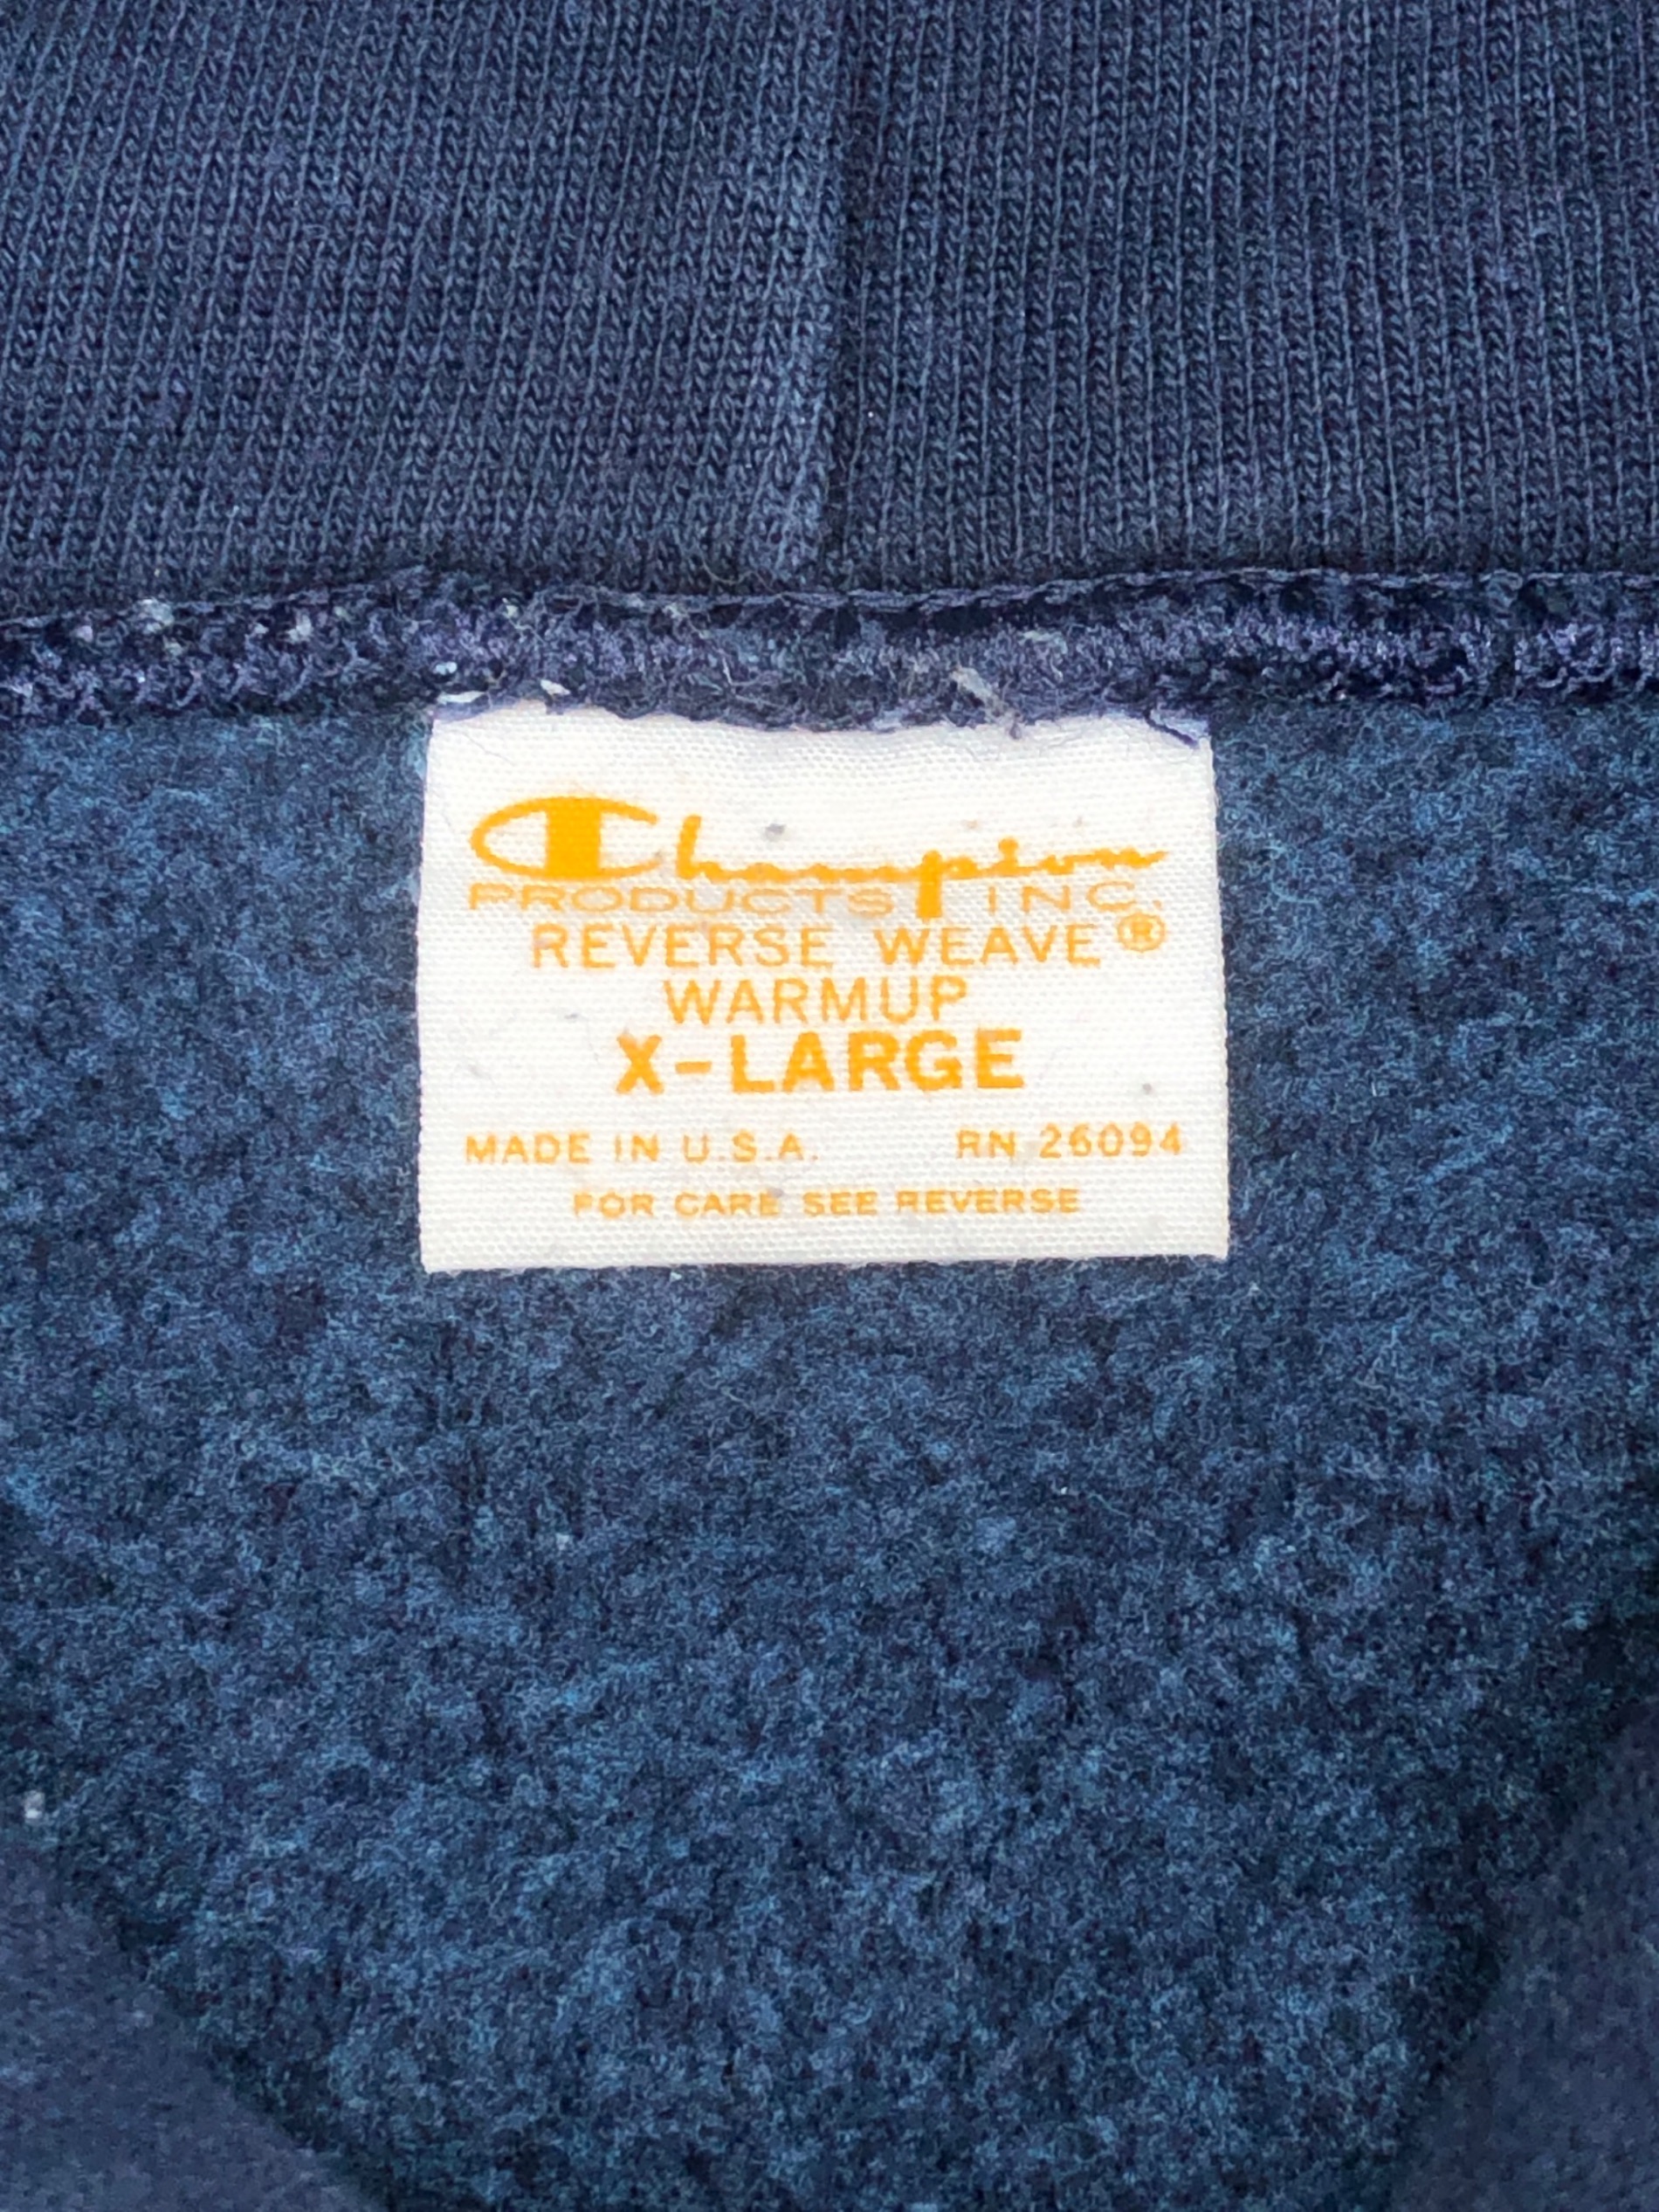 Champion
PRODUCTS INC.
REVERSE WEAVE®
WARMUP
X-LARGE
MADE IN U.S.A. RN 26094
FOR CARE SEE REVERSE